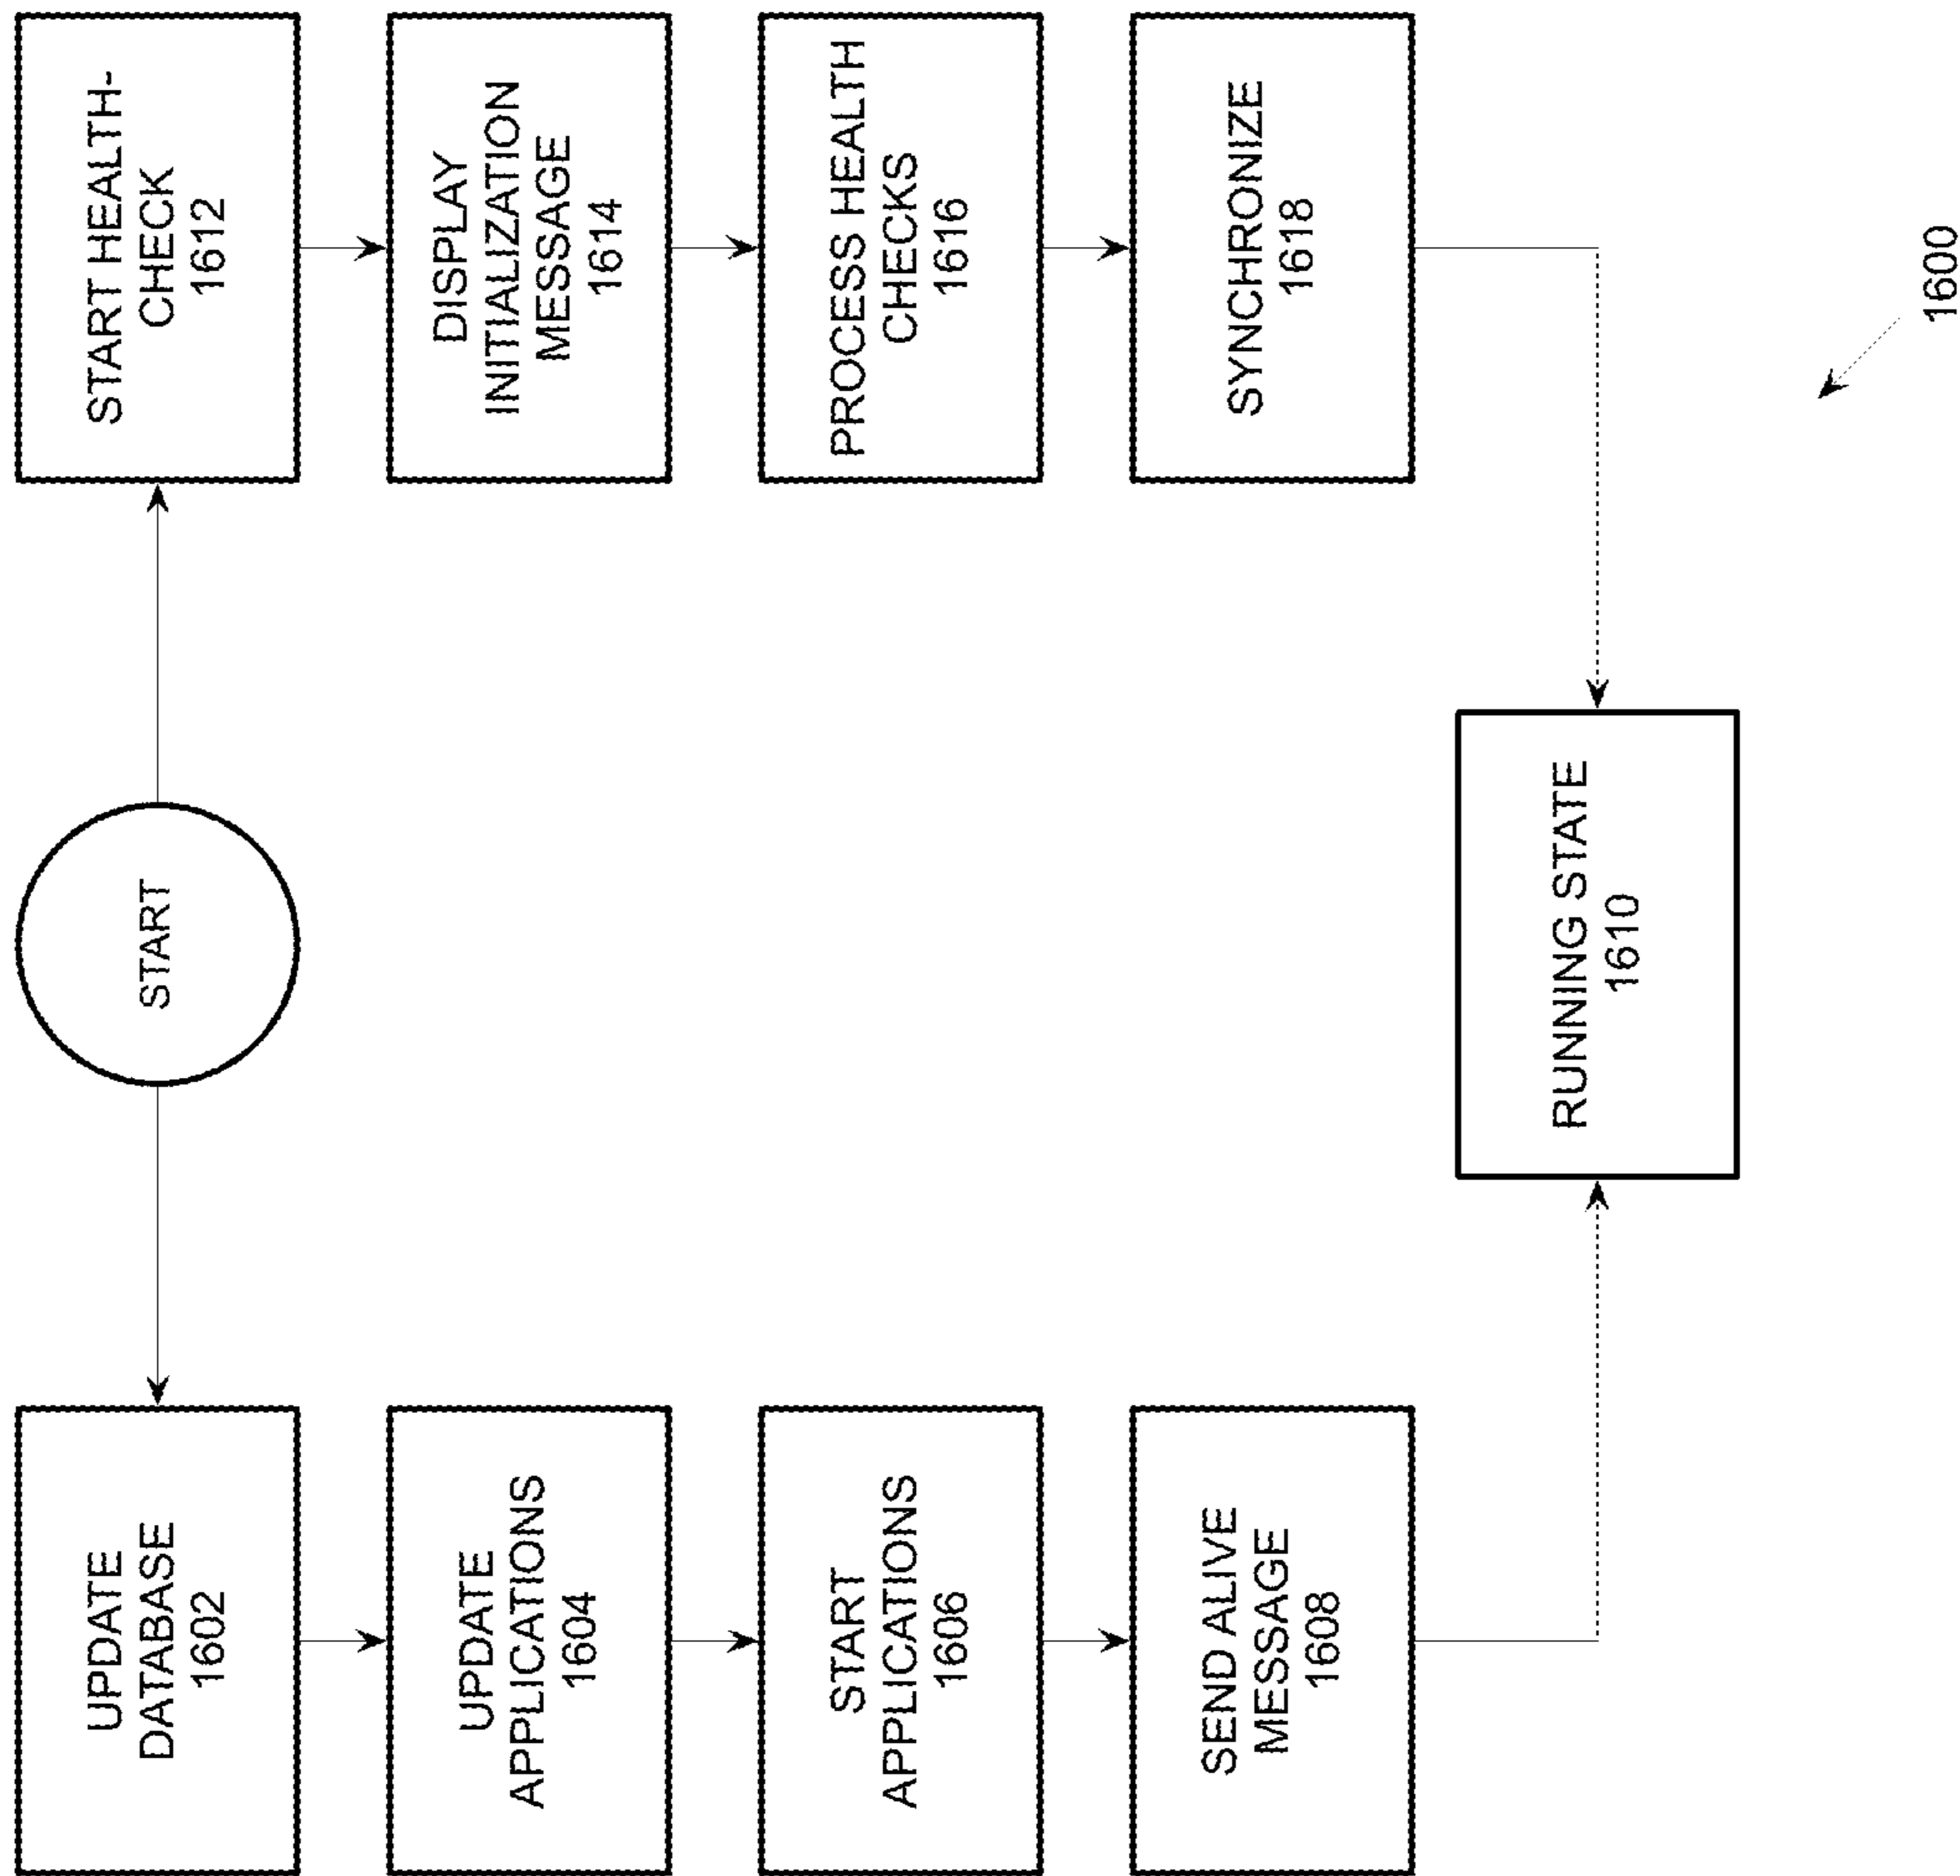 START
UPDATE
DATABASE
1602
UPDATE
APPLICATIONS
1604
START
APPLICATIONS
1606
SEND ALIVE
MESSAGE
1608
RUNNING STATE
1610
START HEALTH-
CHECK
1612
DISPLAY
INITIALIZATION
MESSAGE
1614
PROCESS HEALTH
CHECKS
1616
SYNCHRONIZE
1618
1600